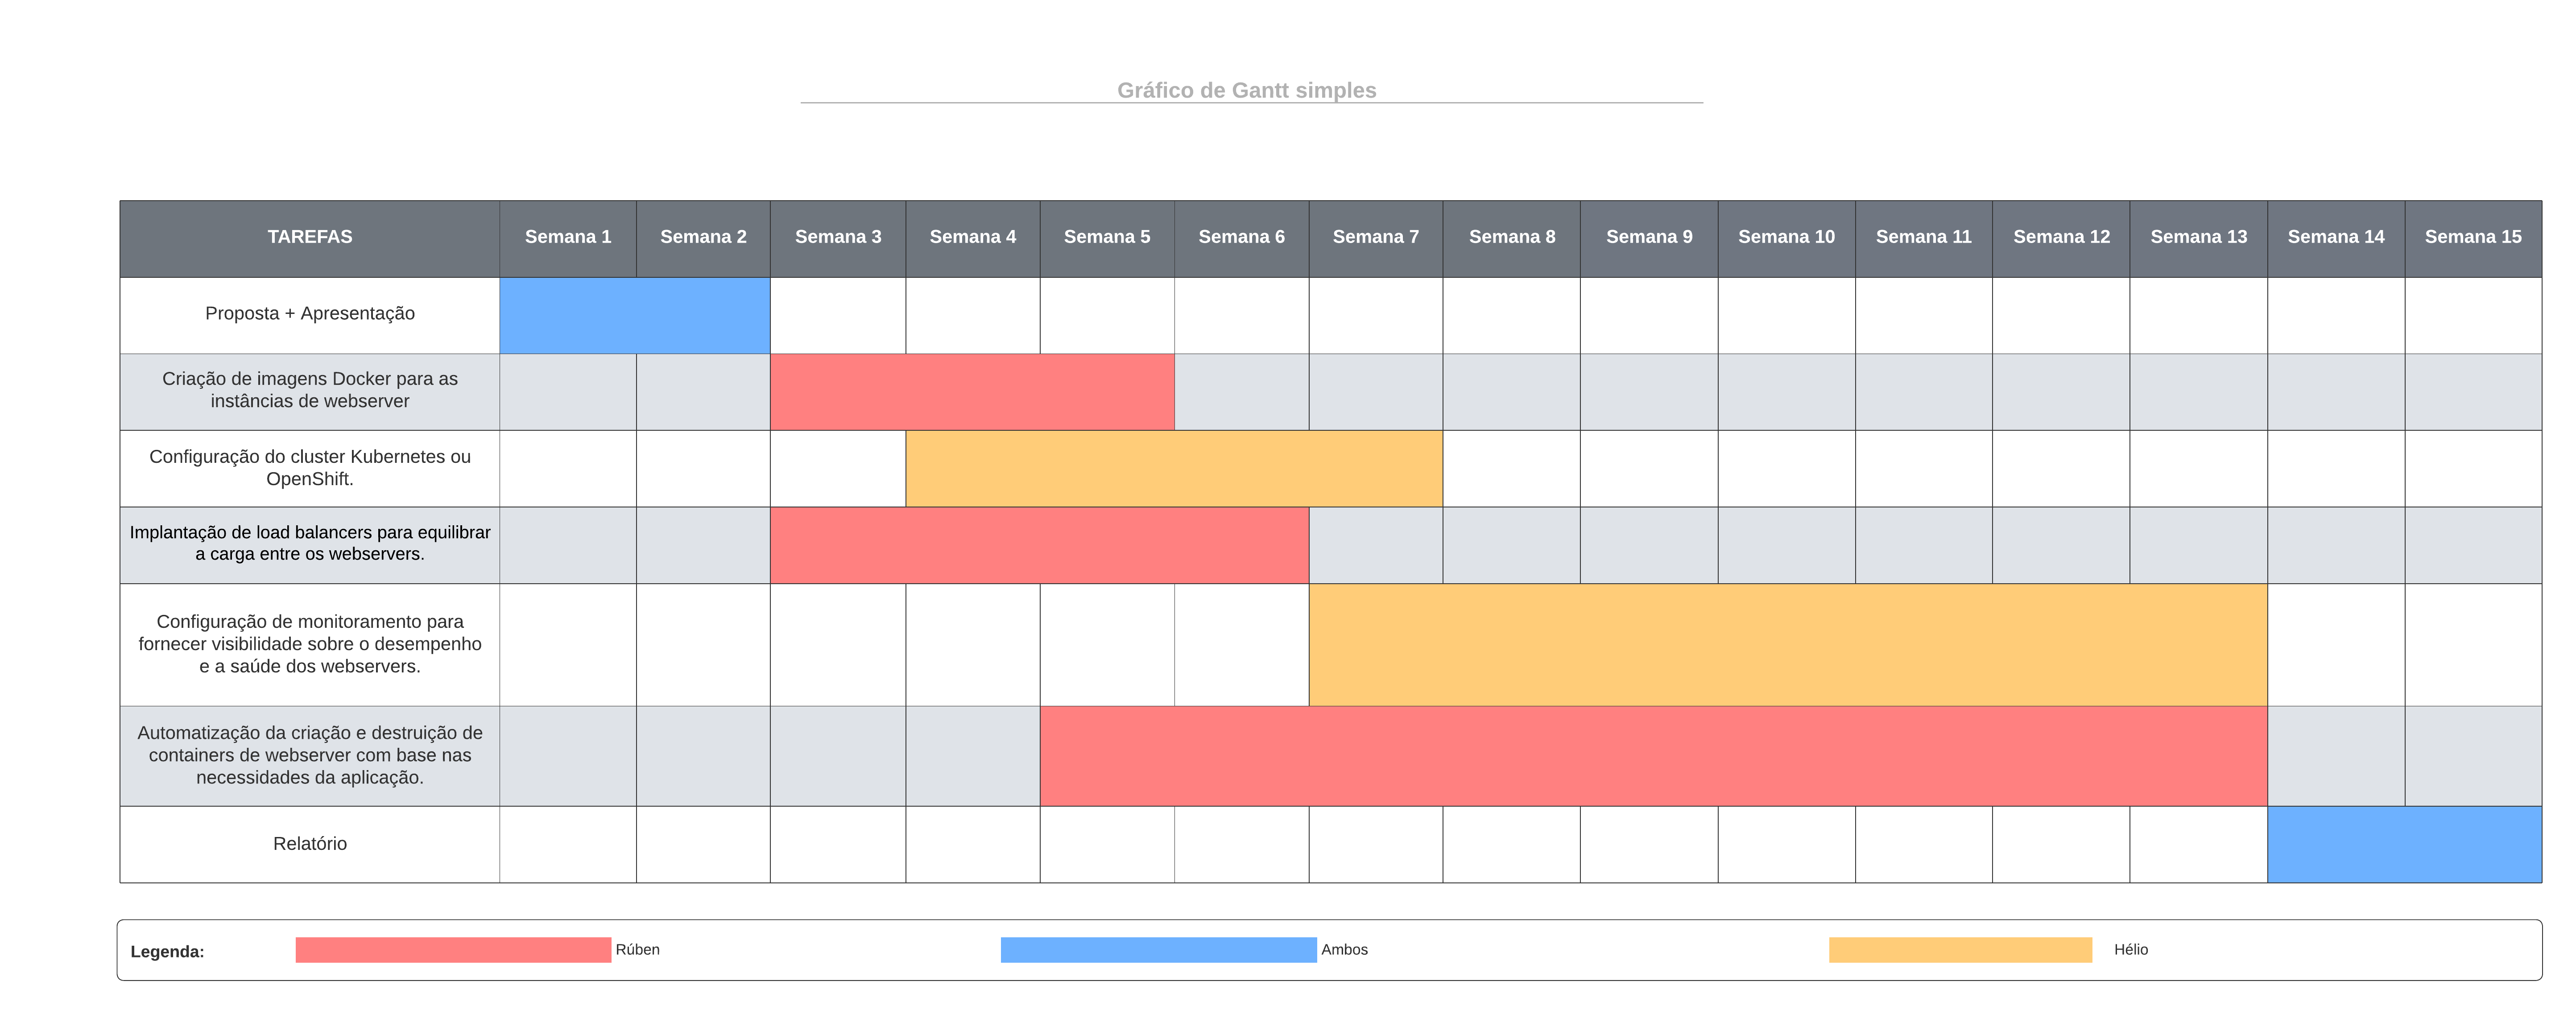 Gráfico de Gantt simples
TAREFAS Semana 1 Semana 2 Semana 3 Semana 4 Semana 5 Semana 6 Semana 7 Semana 8 Semana 9 Semana 10 Semana 11 Semana 12 Semana 13 Semana 14 Semana 15
Proposta + Apresentação
Criação de imagens Docker para as
instâncias de webserver
Configuração do cluster Kubernetes ou
OpenShift.
Implantação de load balancers para equilibrar
a carga entre os webservers.
Configuração de monitoramento para
fornecer visibilidade sobre o desempenho
e a saúde dos webservers.
Automatização da criação e destruição de
containers de webserver com base nas
necessidades da aplicação.
Relatório
Legenda: Rúben Ambos Hélio